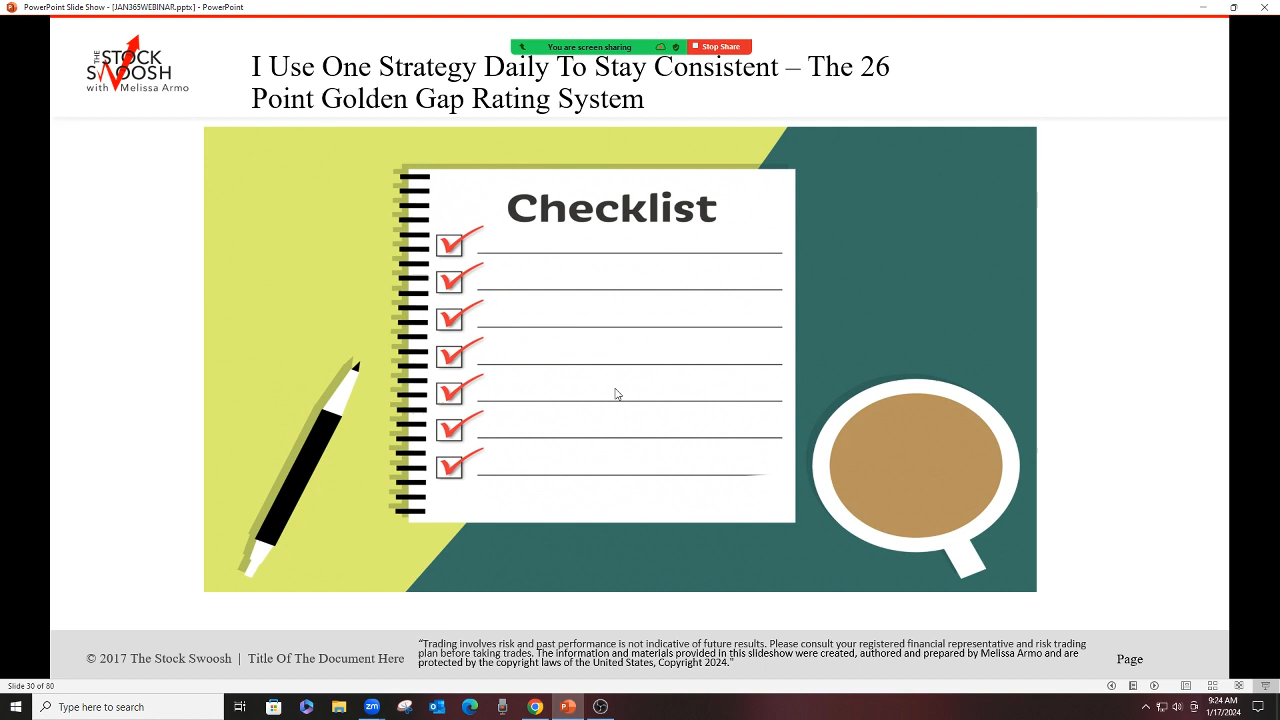 PowerPoint Slide Show - [JAN365WEBINAR.pptx] - PowerPoint
You are screen sharing
Stop Share
THE STOCK
SWOOSH
with Melissa Armo
I Use One Strategy Daily To Stay Consistent – The 26
Point Golden Gap Rating System
Checklist
© 2017 The Stock Swoosh | Title Of The Document Here
“Trading involves risk and past performance is not indicative of future results. Please consult your registered financial representative and risk trading
plan before taking trades. The information and materials provided in this slideshow were created, authored and prepared by Melissa Armo and are
protected by the copyright laws of the United States, Copyright 2024."
Page
Slide 30 of 80
Type here to search
zm
9:24 AM
1/17/2024